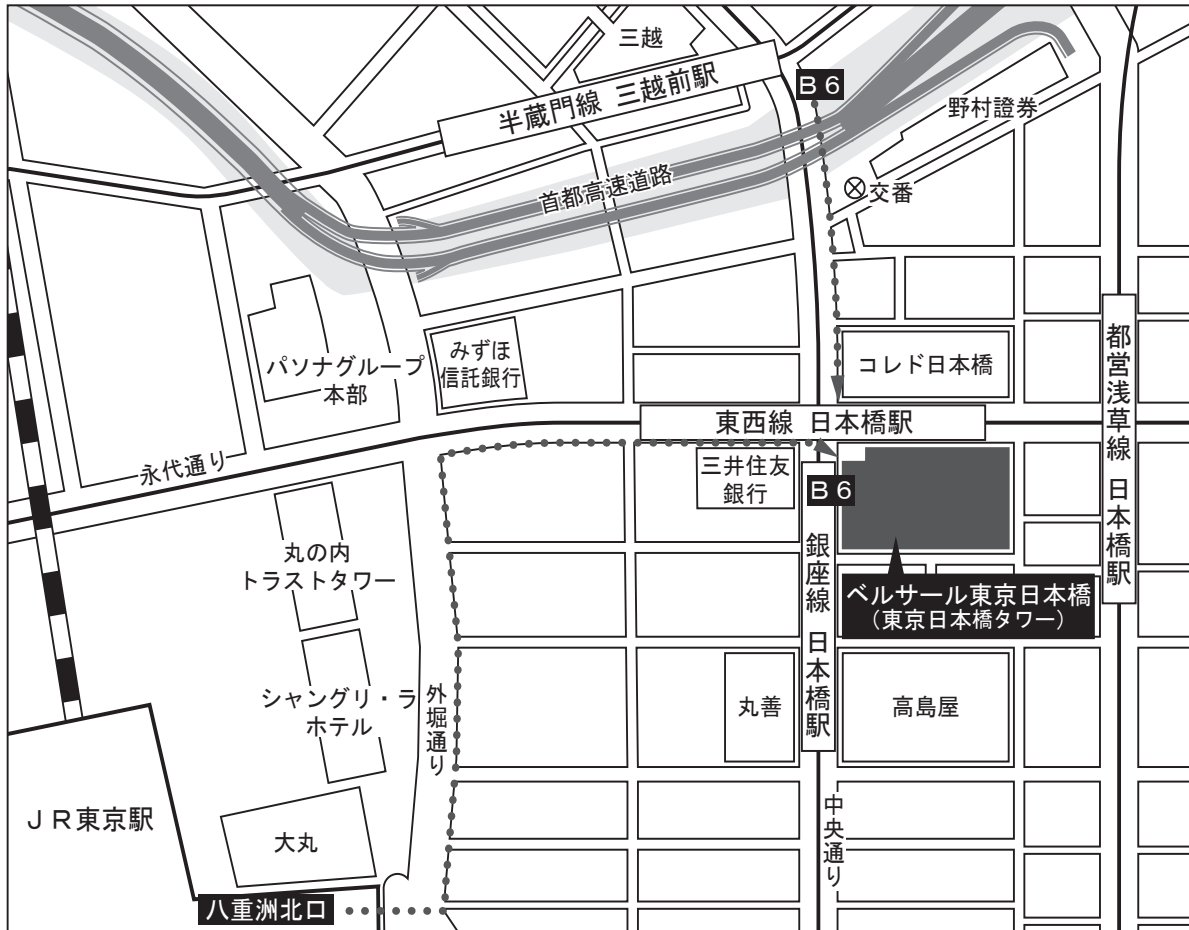 三越
半蔵門線 三越前駅
B6
野村證券
首都高速道路
交番
パソナグループ
本部
みずほ
信託銀行
コレド日本橋
都営浅草線 日本橋駅
東西線 日本橋駅
永代通り
三井住友
銀行
B6
丸の内
トラストタワー
銀座線 日本橋駅
ベルサール東京日本橋
(東京日本橋タワー)
シャングリ・ラ
ホテル
外堀通り
丸善
高島屋
JR東京駅
大丸
中央通り
八重洲北口